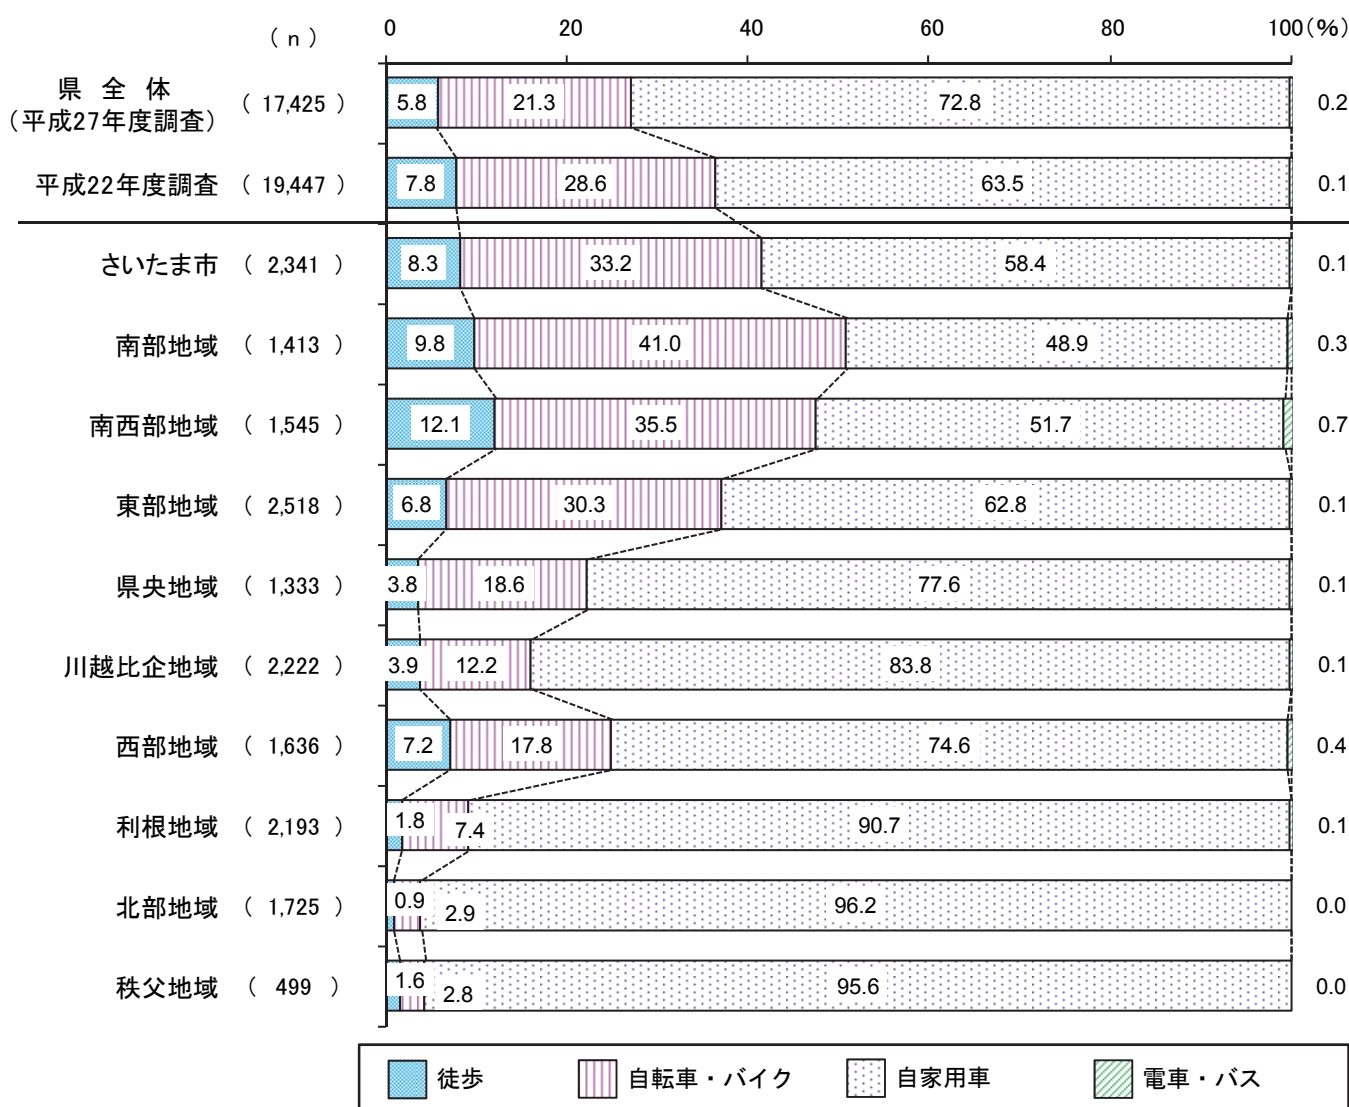 （ｎ） 0 20 40 60 80 100(%)
県 全 体
（平成27年度調査） （ 17,425 ） 5.8 21.3 72.8 0.2
平成22年度調査 （ 19,447 ） 7.8 28.6 63.5 0.1
さいたま市 （ 2,341 ） 8.3 33.2 58.4 0.1
南部地域 （ 1,413 ） 9.8 41.0 48.9 0.3
南西部地域 （ 1,545 ） 12.1 35.5 51.7 0.7
東部地域 （ 2,518 ） 6.8 30.3 62.8 0.1
県央地域 （ 1,333 ） 3.8 18.6 77.6 0.1
川越比企地域 （ 2,222 ） 3.9 12.2 83.8 0.1
西部地域 （ 1,636 ） 7.2 17.8 74.6 0.4
利根地域 （ 2,193 ） 1.8 7.4 90.7 0.1
北部地域 （ 1,725 ） 0.9 2.9 96.2 0.0
秩父地域 （ 499 ） 1.6 2.8 95.6 0.0
徒歩 自転車・バイク 自家用車 電車・バス